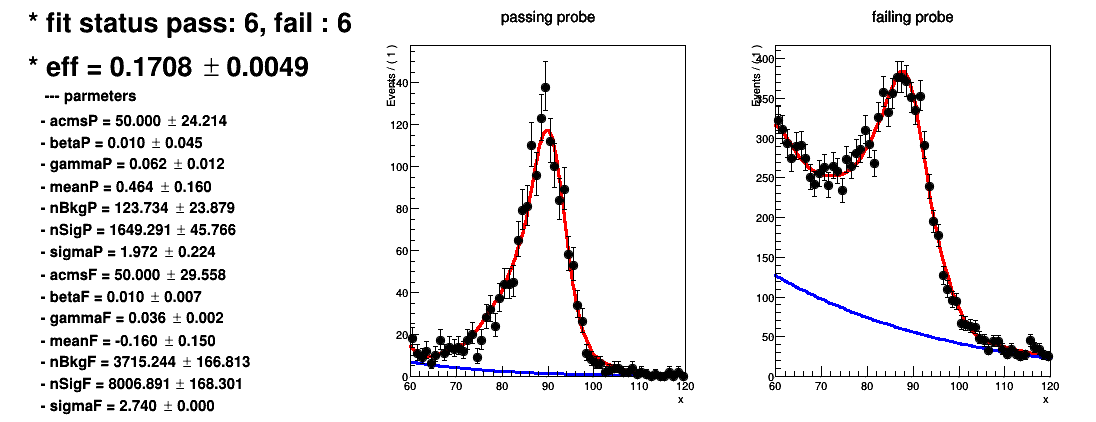 * fit status pass: 6, fail : 6
* eff = 0.1708 ± 0.0049
--- parmeters
- acmsP = 50.000 ± 24.214
- betaP = 0.010 ± 0.045
- gammaP = 0.062 ± 0.012
- meanP = 0.464 ± 0.160
- nBkgP = 123.734 ± 23.879
- nSigP = 1649.291 ± 45.766
- sigmaP = 1.972 ± 0.224
- acmsF = 50.000 ± 29.558
- betaF = 0.010 ± 0.007
- gammaF = 0.036 ± 0.002
- meanF = -0.160 ± 0.150
- nBkgF = 3715.244 ± 166.813
- nSigF = 8006.891 ± 168.301
- sigmaF = 2.740 ± 0.000
passing probe
Events / ( 1 )
140
120
100
80
60
40
20
0
60 70 80 90 100 110 120
x
failing probe
Events / ( 1 )
400
350
300
250
200
150
100
50
0
60 70 80 90 100 110 120
x